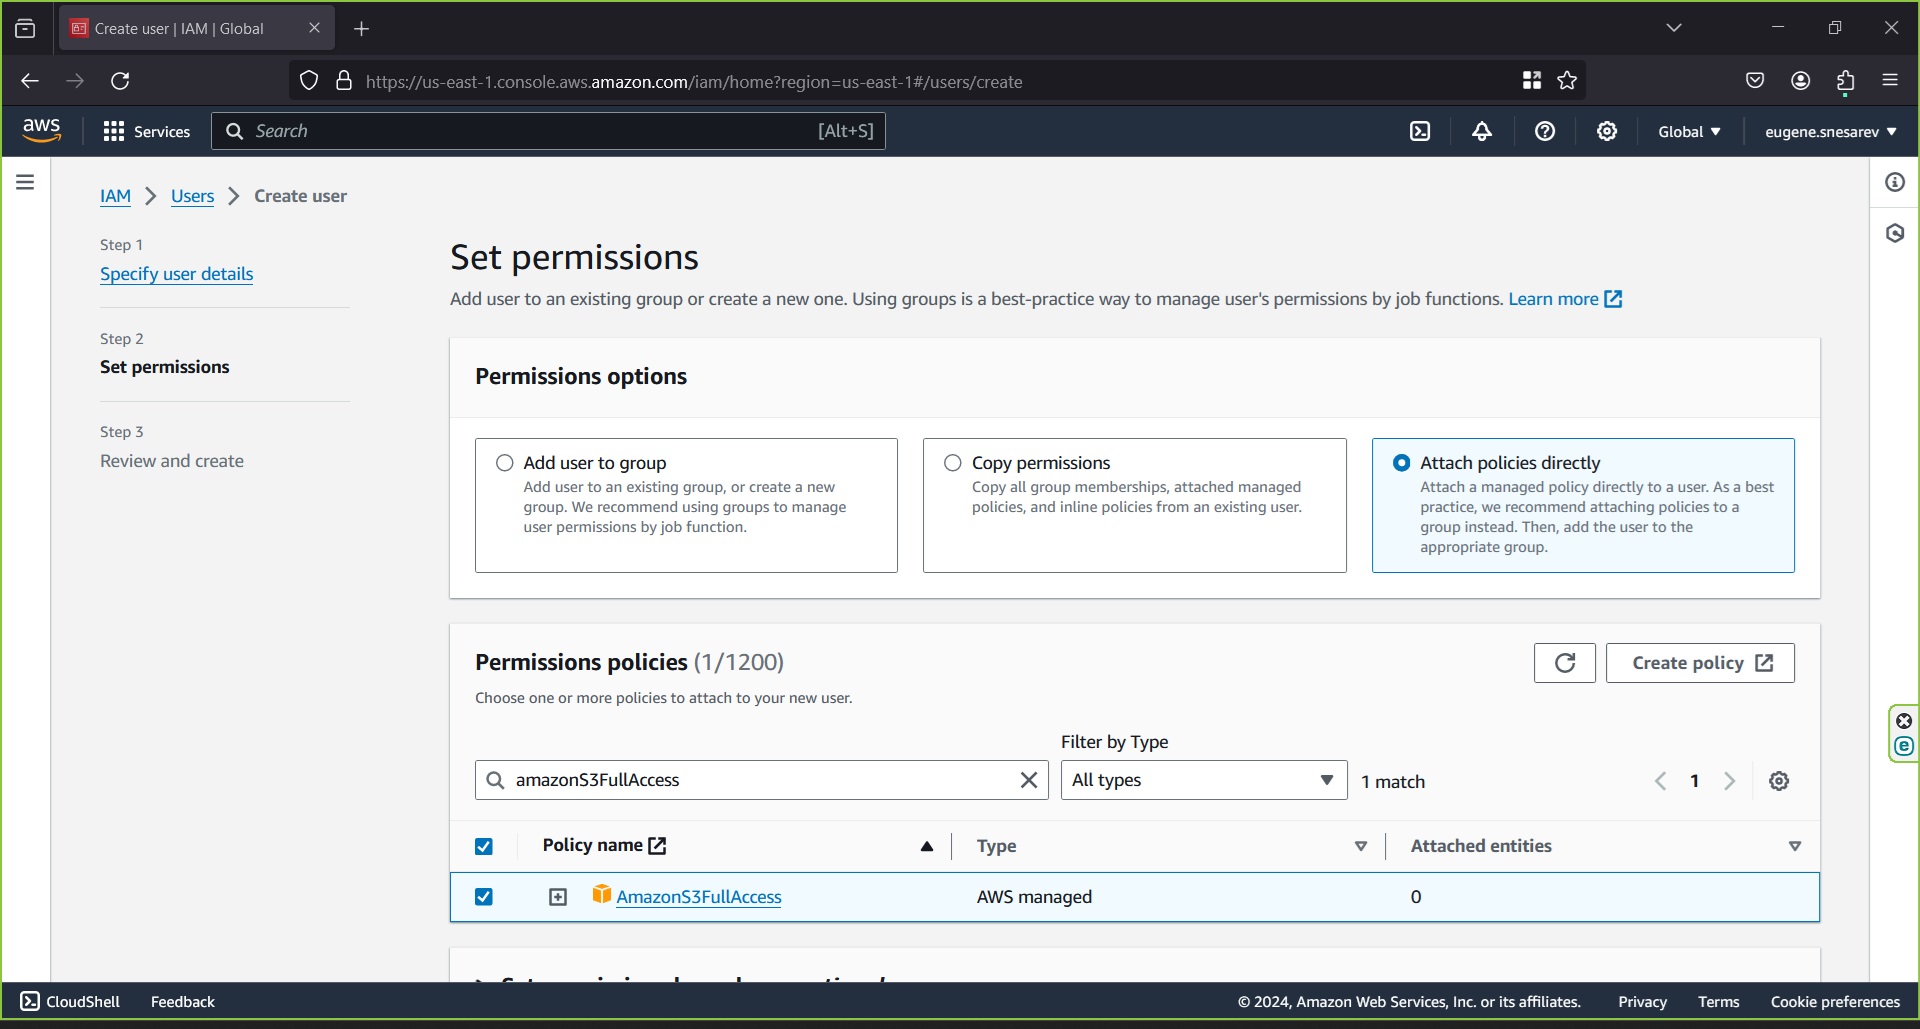 Create user | IAM | Global
https://us-east-1.console.aws.amazon.com/iam/home?region=us-east-1#/users/create
aws
Services
Search
[Alt+S]
Global
eugene.snesarev
IAM
Users
Create user
Step 1
Specify user details
Step 2
Set permissions
Step 3
Review and create
Set permissions
Add user to an existing group or create a new one. Using groups is a best-practice way to manage user's permissions by job functions. Learn more
Permissions options
Add user to group
Add user to an existing group, or create a new
group. We recommend using groups to manage
user permissions by job function.
Copy permissions
Copy all group memberships, attached managed
policies, and inline policies from an existing user.
Attach policies directly
Attach a managed policy directly to a user. As a best
practice, we recommend attaching policies to a
group instead. Then, add the user to the
appropriate group.
Permissions policies (1/1200)
Create policy
Choose one or more policies to attach to your new user.
Filter by Type
amazonS3FullAccess
All types
1 match
1
Policy name
Type
Attached entities
AmazonS3FullAccess
AWS managed
0
CloudShell
Feedback
© 2024, Amazon Web Services, Inc. or its affiliates.
Privacy
Terms
Cookie preferences